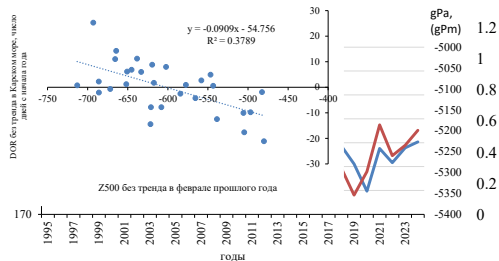 DOR без тренда в Карском море, число
дней с начала года
y = -0.0909x - 54.756
R² = 0.3789
30
20
10
0
-10
-20
-30
-750 -700 -650 -600 -550 -500 -450 -400
Z500 без тренда в феврале прошлого года
gPa,
(gPm)
-5000
-5050
-5100
-5150
-5200
-5250
-5300
-5350
-5400
1.2
1
0.8
0.6
0.4
0.2
0
170
1995 1997 1999 2001 2003 2005 2007 2009 2011 2013 2015 2017 2019 2021 2023
годы